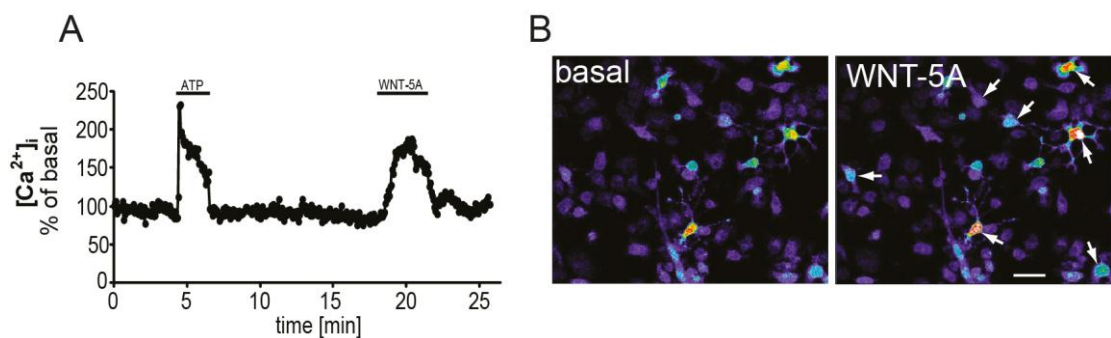 A
ATP
WNT-5A
250
200
150
100
50
0
[Ca²⁺]ᵢ
% of basal
0
5
10
15
20
25
time [min]
B
basal
WNT-5A